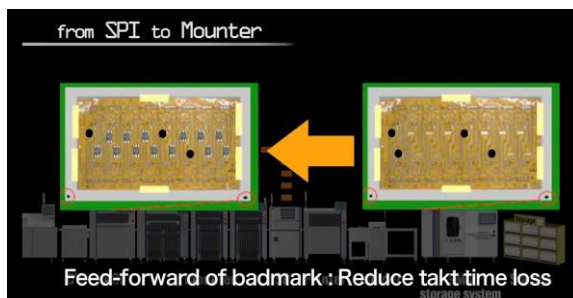 from SPI to Mounter
Feed-forward of badmark : Reduce takt time loss
storage system